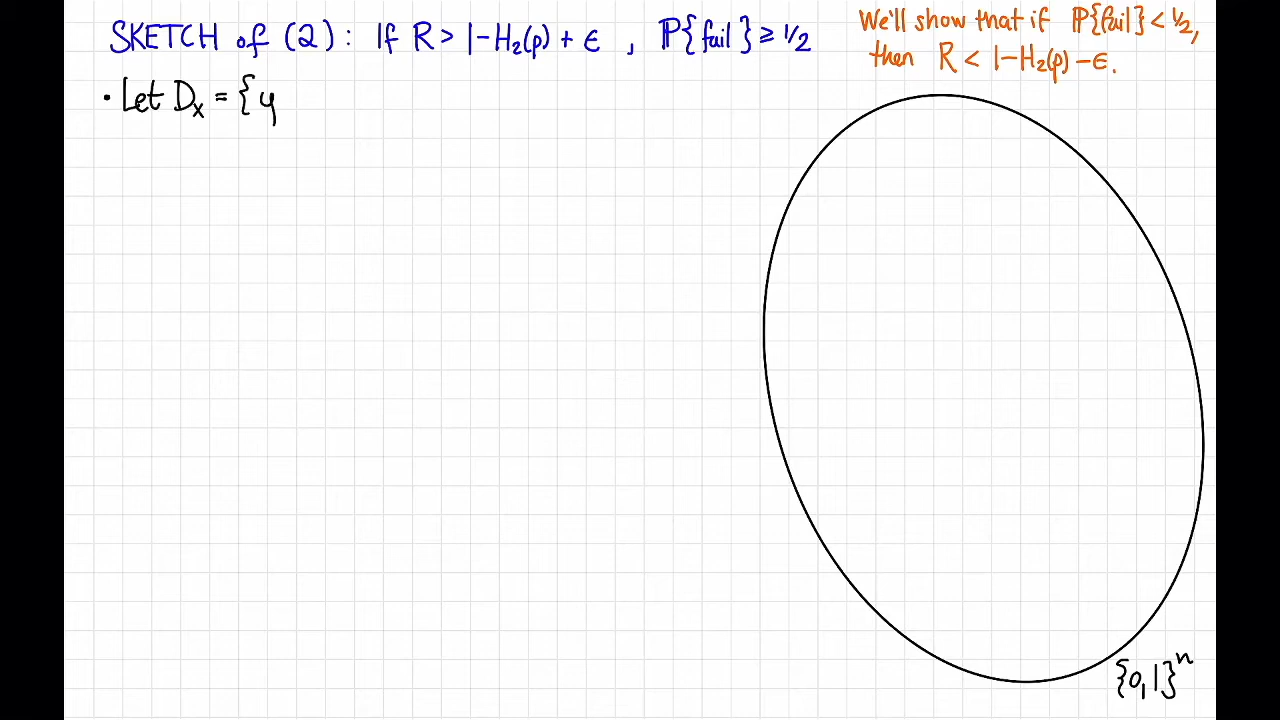 SKETCH of (2): If R > 1-H₂(p) + ϵ , ℙ{fail} ≥ 1/2
We'll show that if ℙ{fail} < 1/2,
then R < 1-H₂(p) -ϵ.
• Let Dₓ = {y
{0,1}ⁿ